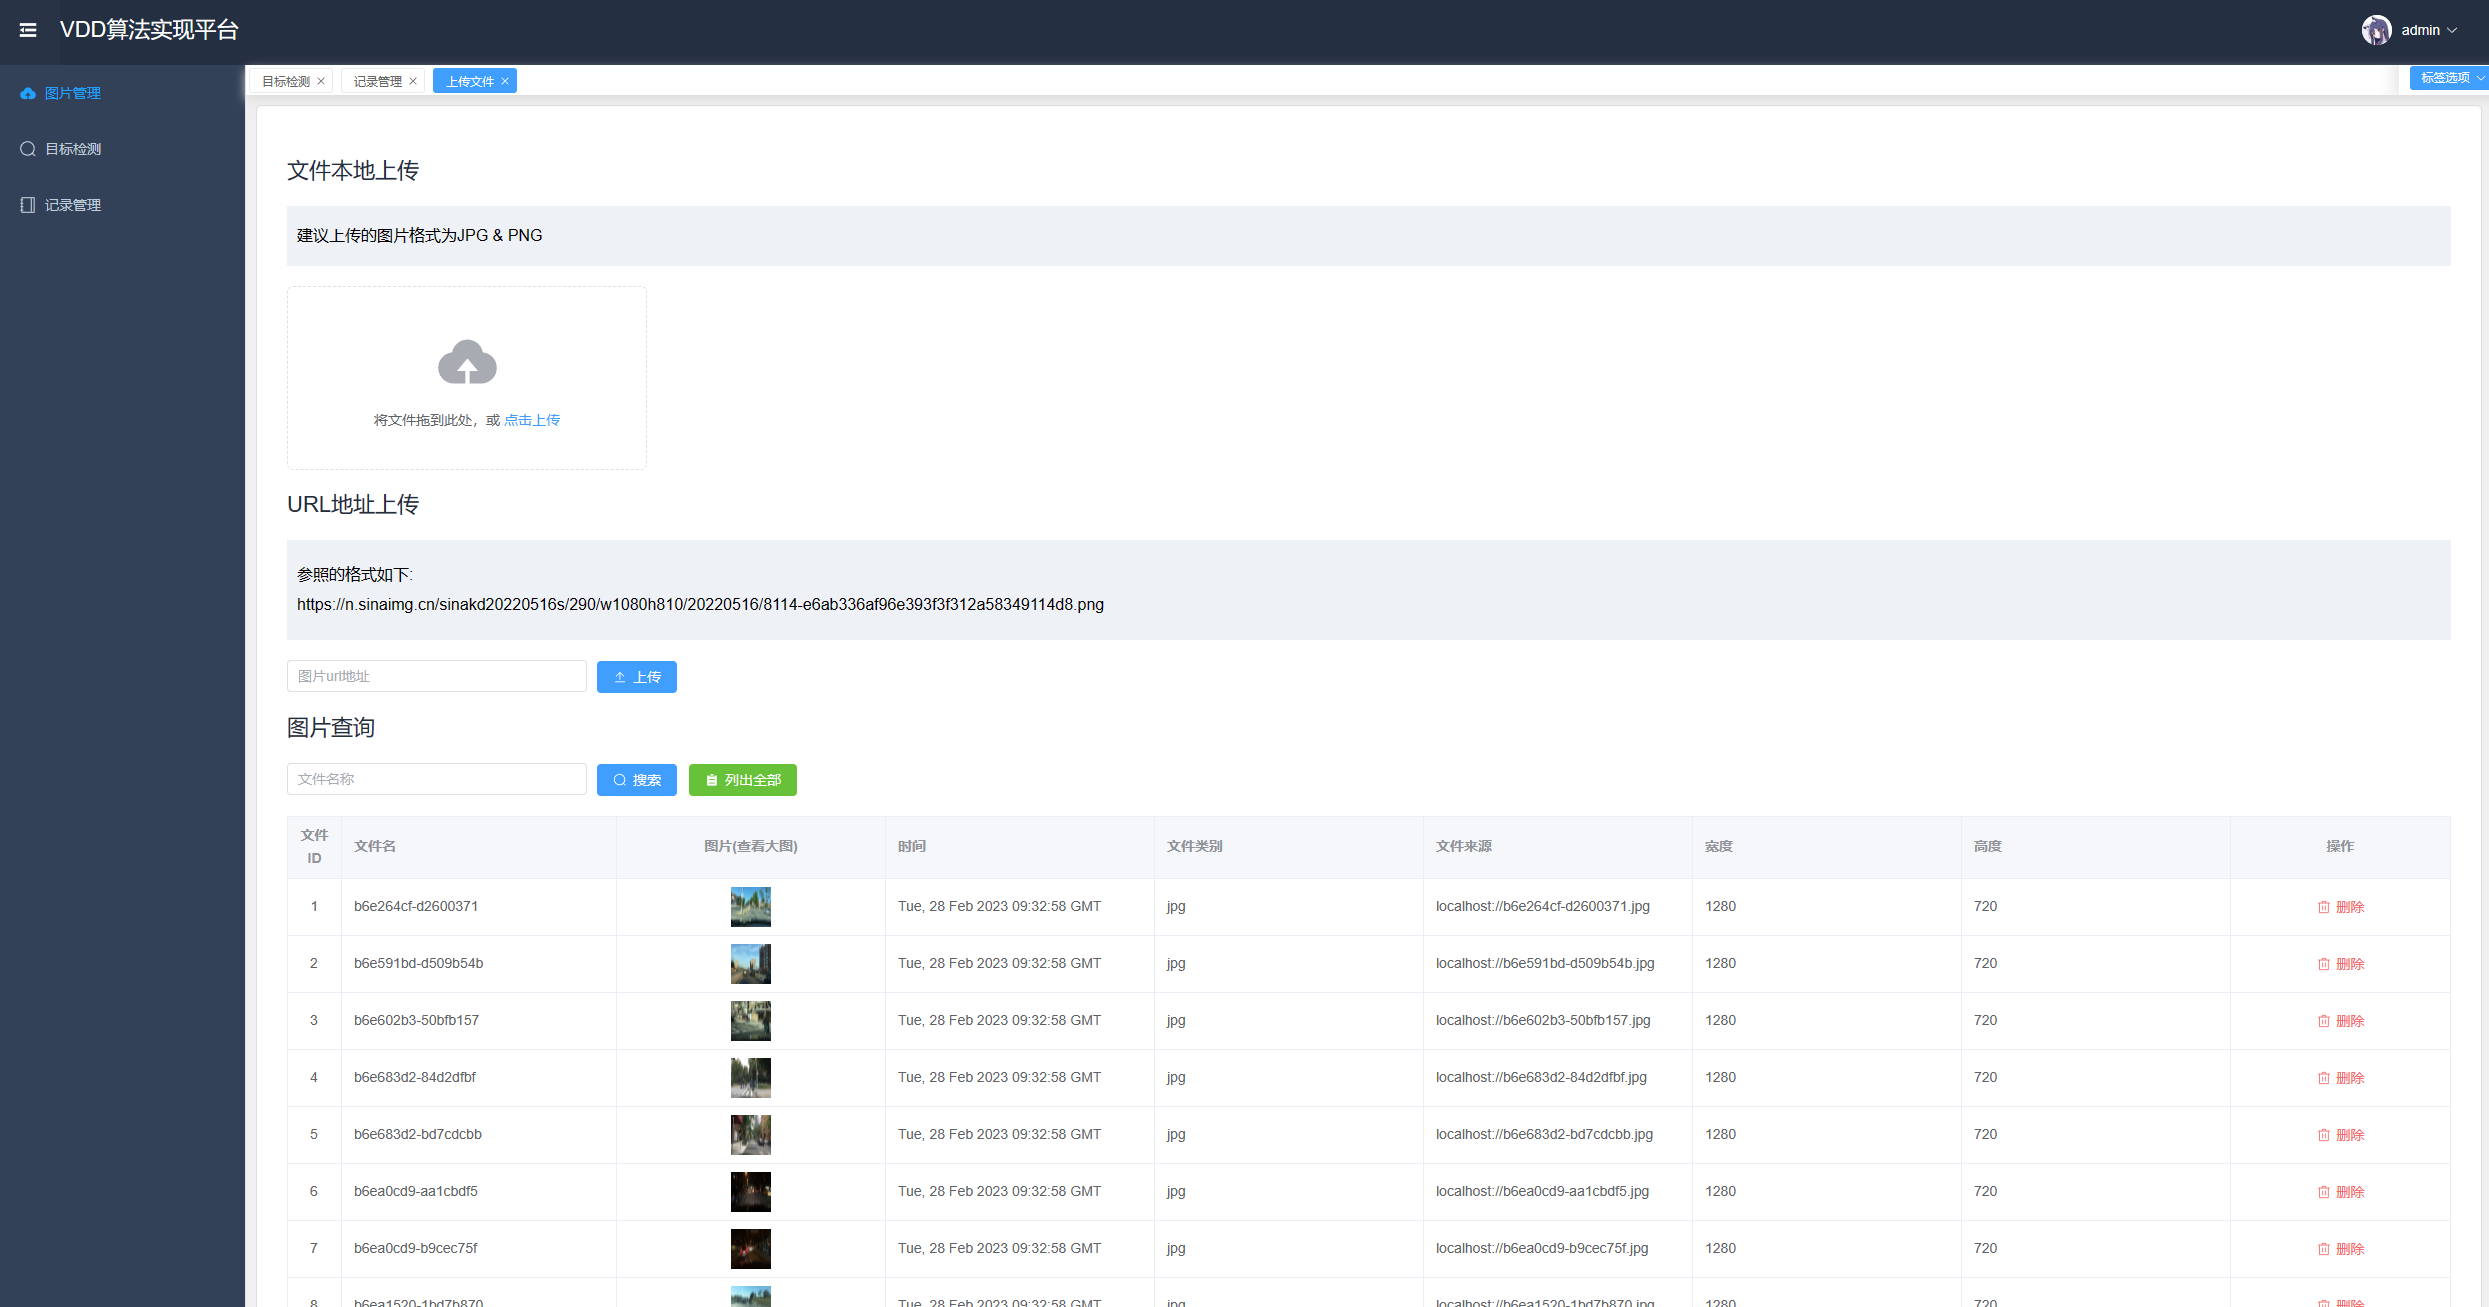 VDD算法实现平台
admin
图片管理
目标检测
记录管理
目标检测
记录管理
上传文件
标签选项
文件本地上传
建议上传的图片格式为JPG & PNG
将文件拖到此处，或 点击上传
URL地址上传
参照的格式如下:
https://n.sinaimg.cn/sinakd20220516s/290/w1080h810/20220516/8114-e6ab336af96e393f3f312a58349114d8.png
图片url地址
上传
图片查询
文件名称
搜索
列出全部
文件ID 文件名 图片(查看大图) 时间 文件类别 文件来源 宽度 高度 操作
1 b6e264cf-d2600371 Tue, 28 Feb 2023 09:32:58 GMT jpg localhost://b6e264cf-d2600371.jpg 1280 720 删除
2 b6e591bd-d509b54b Tue, 28 Feb 2023 09:32:58 GMT jpg localhost://b6e591bd-d509b54b.jpg 1280 720 删除
3 b6e602b3-50bfb157 Tue, 28 Feb 2023 09:32:58 GMT jpg localhost://b6e602b3-50bfb157.jpg 1280 720 删除
4 b6e683d2-84d2dfbf Tue, 28 Feb 2023 09:32:58 GMT jpg localhost://b6e683d2-84d2dfbf.jpg 1280 720 删除
5 b6e683d2-bd7cdcbb Tue, 28 Feb 2023 09:32:58 GMT jpg localhost://b6e683d2-bd7cdcbb.jpg 1280 720 删除
6 b6ea0cd9-aa1cbdf5 Tue, 28 Feb 2023 09:32:58 GMT jpg localhost://b6ea0cd9-aa1cbdf5.jpg 1280 720 删除
7 b6ea0cd9-b9cec75f Tue, 28 Feb 2023 09:32:58 GMT jpg localhost://b6ea0cd9-b9cec75f.jpg 1280 720 删除
8 b6ea1520-1bd7b870 Tue, 28 Feb 2023 09:32:58 GMT jpg localhost://b6ea1520-1bd7b870.jpg 1280 720 删除